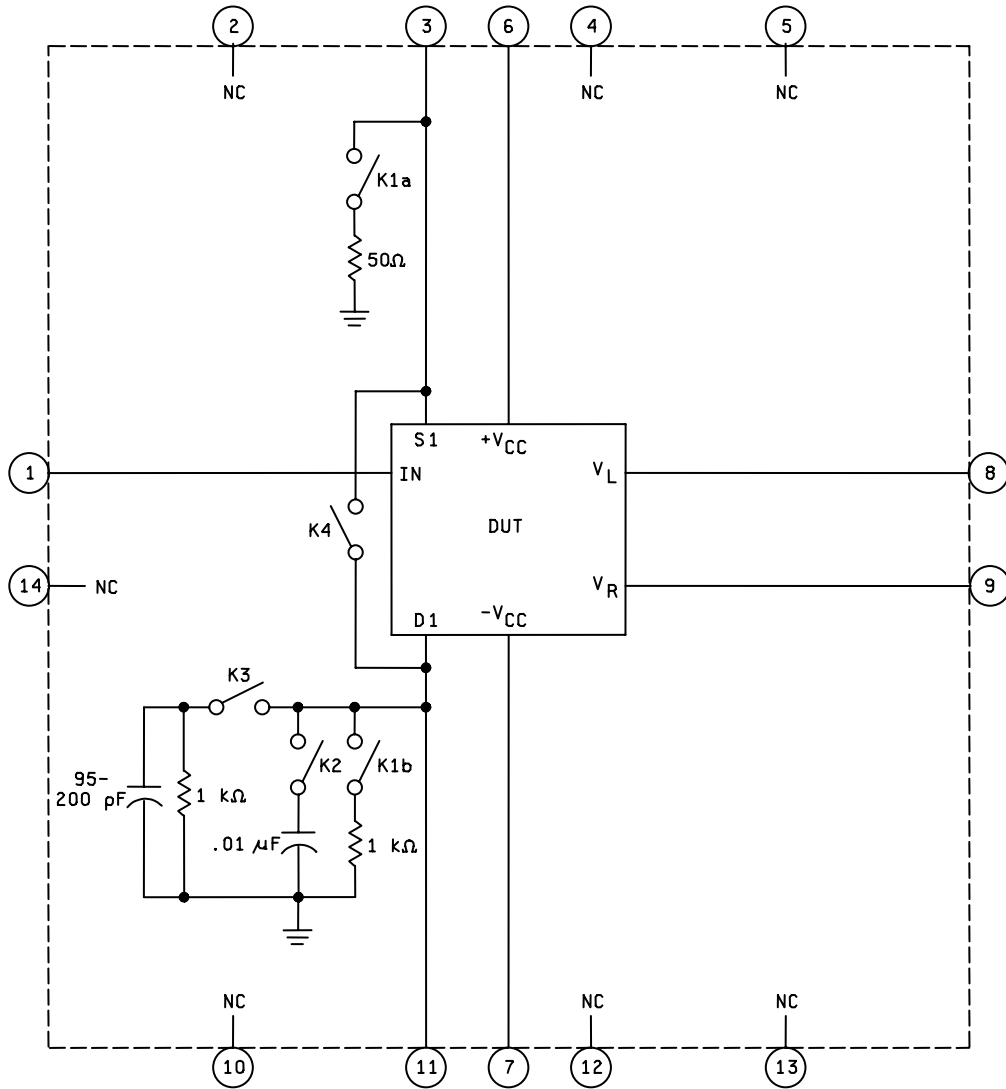 2 3 6 4 5
NC NC NC
K1a
50Ω
S1 +VCC
1 IN VL 8
K4 DUT
14 NC VR 9
D1 -VCC
K3
K2 K1b
95-
200 pF 1 kΩ
.01 µF 1 kΩ
NC NC NC
10 11 7 12 13